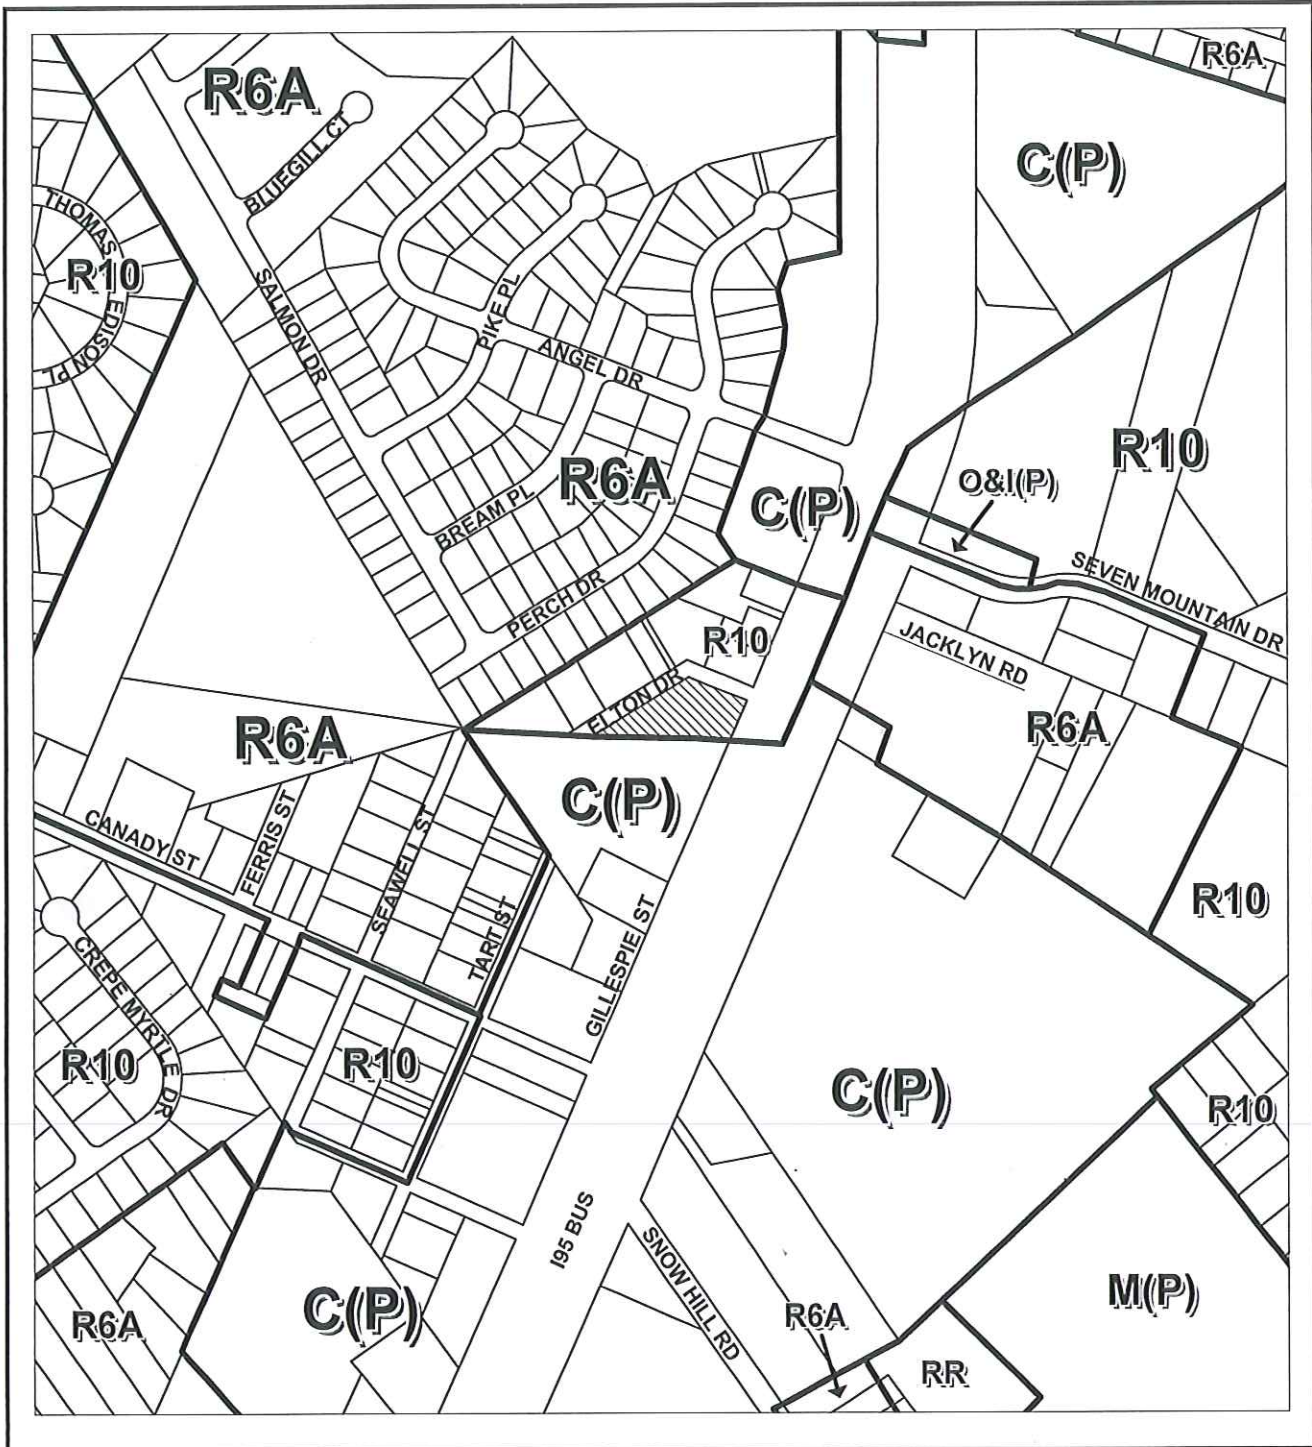 R6A
R6A
C(P)
BLUEGILL CT
THOMAS EDISON PL
R10
SALMON DR
PIKE PL
ANGEL DR
R10
R6A
O&I(P)
C(P)
BREAM PL
SEVEN MOUNTAIN DR
PERCH DR
R10
JACKLYN RD
ELTON DR
R6A
R6A
C(P)
CANADY ST
FERRIS ST
SEAWELL ST
TART ST
GILLESPIE ST
R10
CREPE MYRTLE DR
R10
R10
C(P)
R10
I95 BUS
SNOW HILL RD
C(P)
M(P)
R6A
R6A
RR